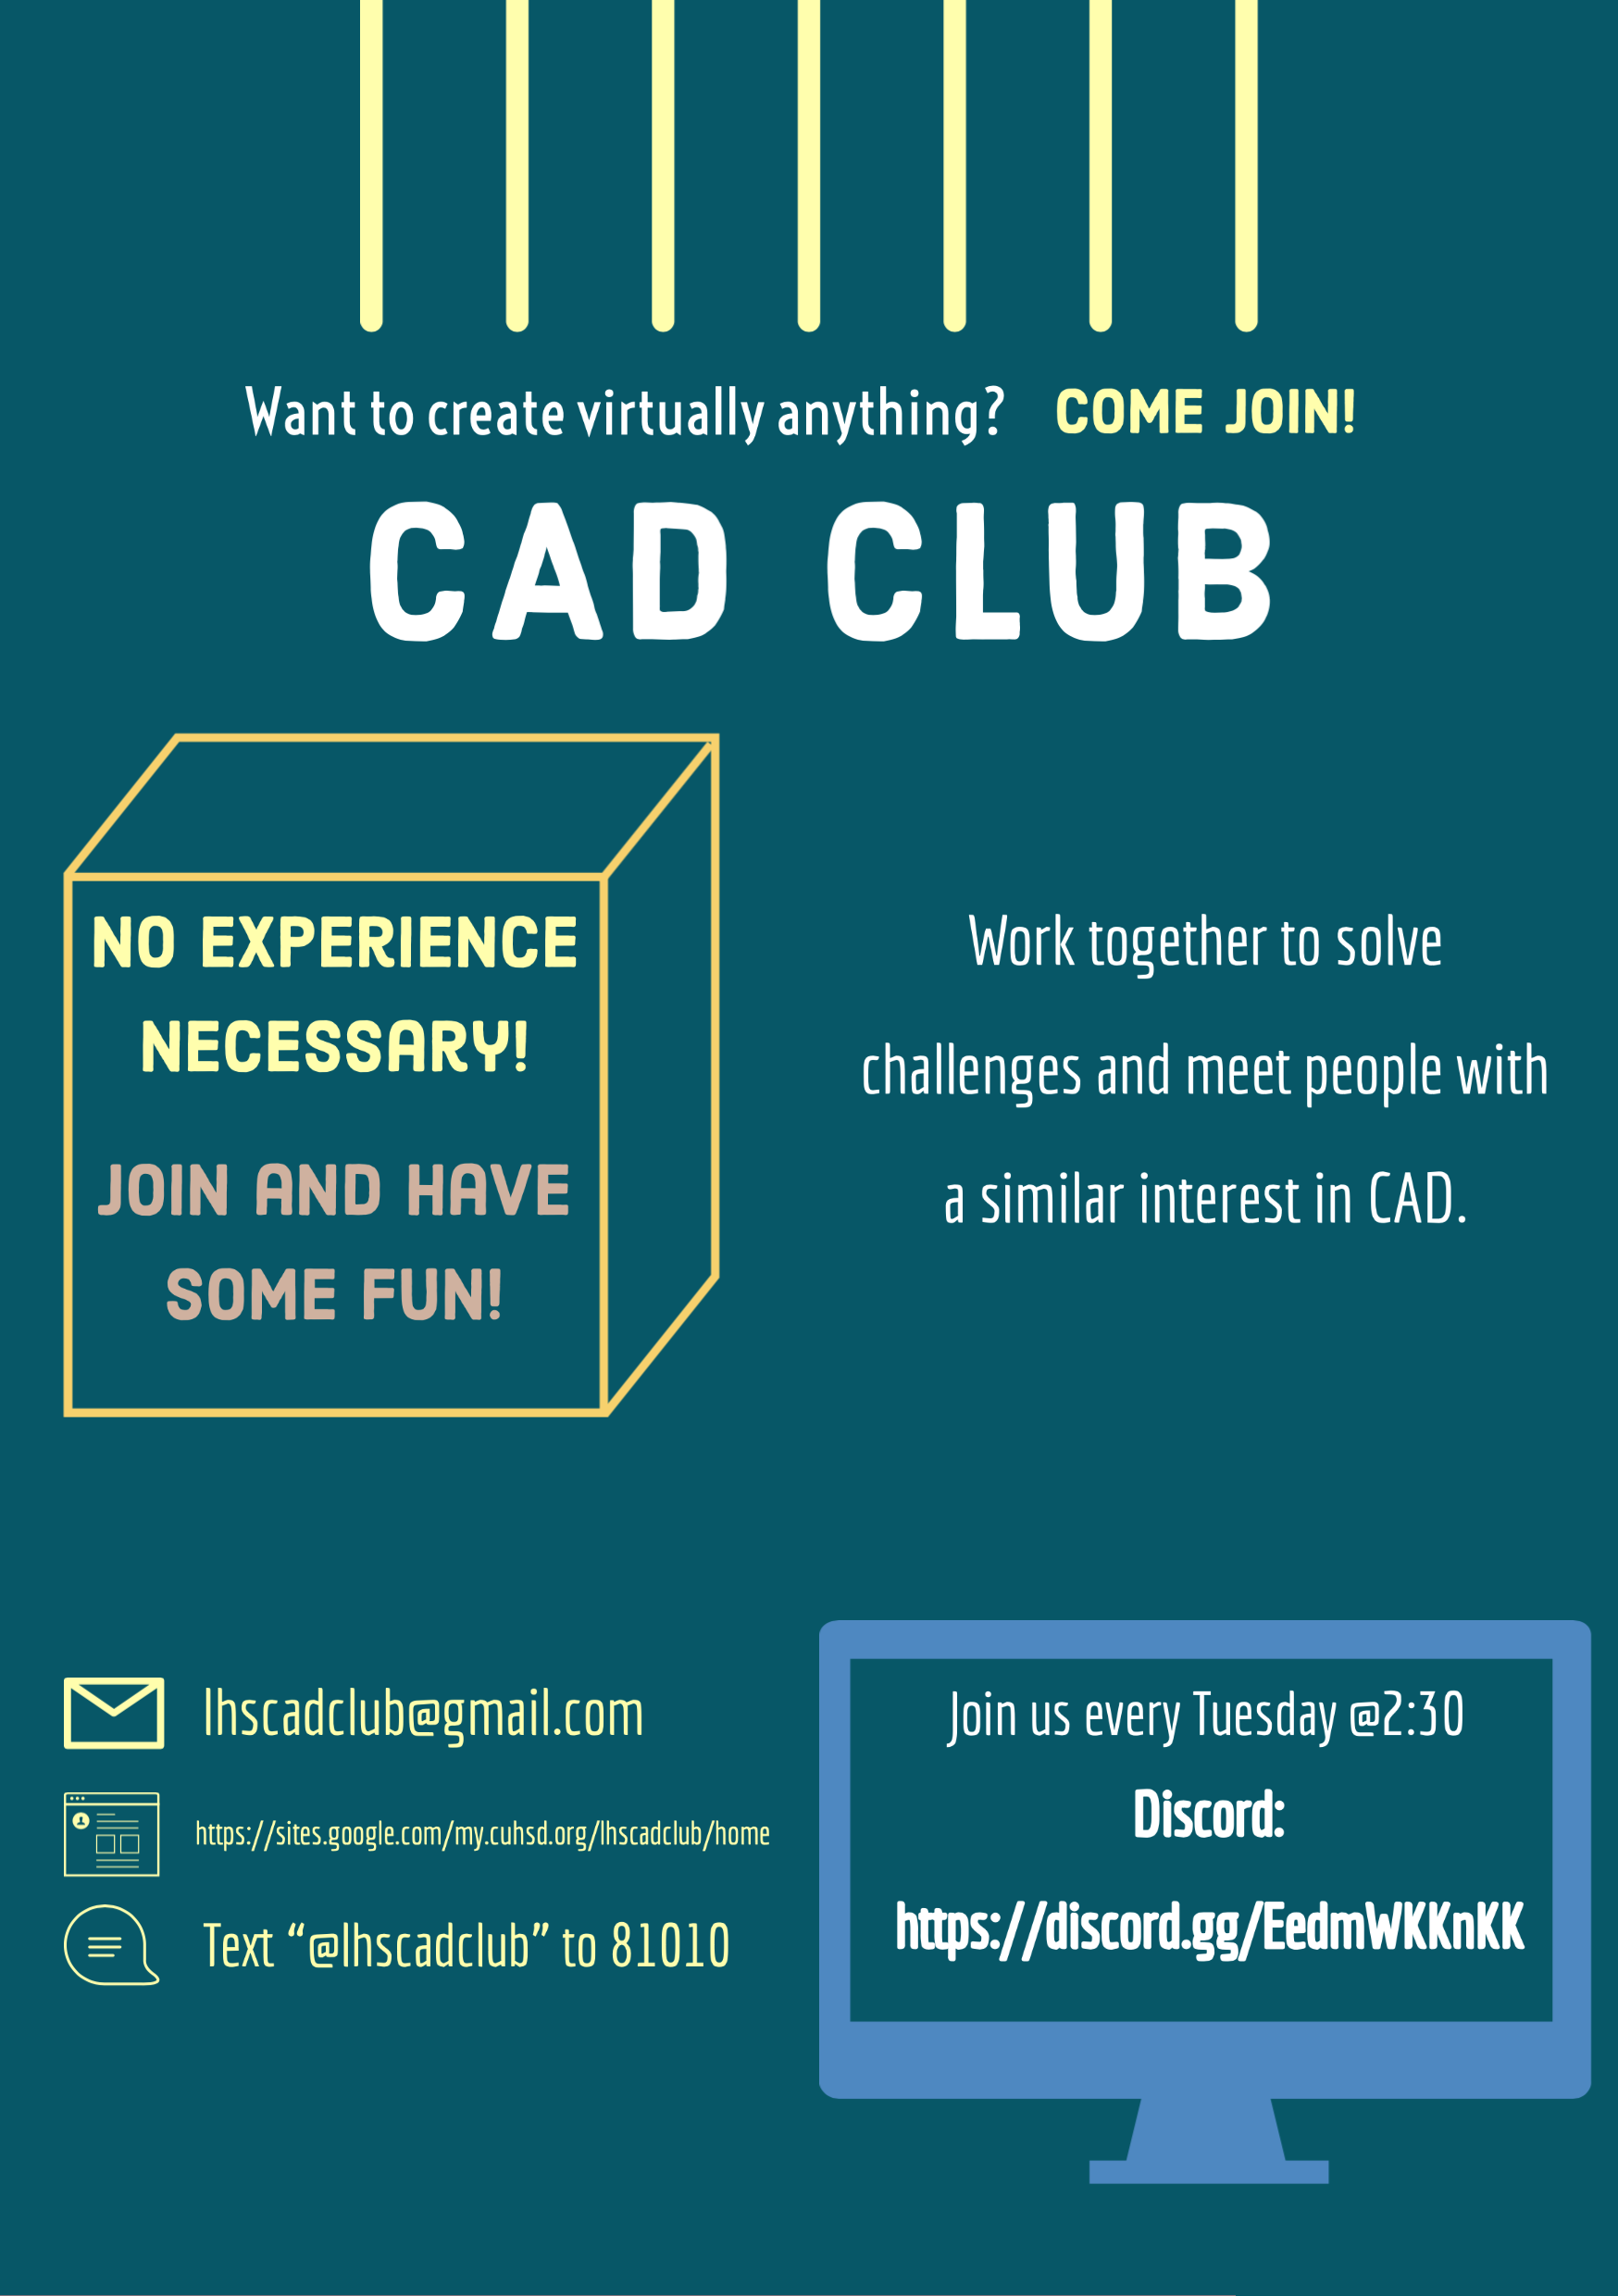 Want to create virtually anything? COME JOIN!
CAD CLUB
NO EXPERIENCE
NECESSARY!
JOIN AND HAVE
SOME FUN!
Work together to solve
challenges and meet people with
a similar interest in CAD.
lhscadclub@gmail.com
https://sites.google.com/my.cuhsd.org/lhscadclub/home
Text “@lhscadclub” to 81010
Join us every Tuesday @2:30
Discord:
https://discord.gg/EedmWKKnKK